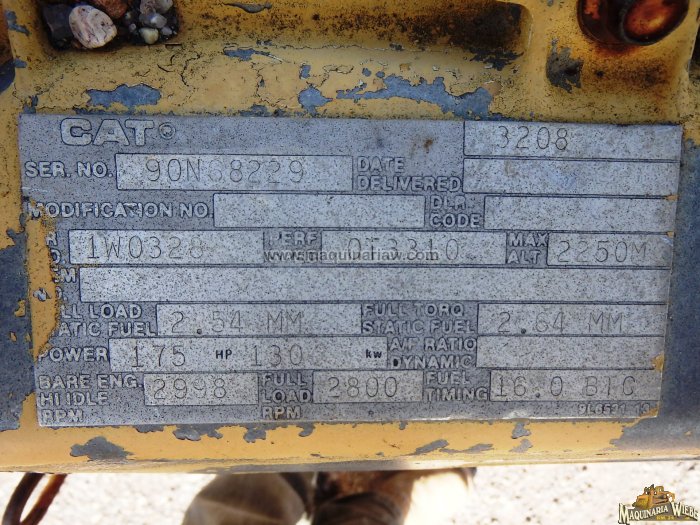 CAT® 3208
SER. NO. 90N68229 DATE DELIVERED
MODIFICATION NO. DLR CODE
1W0328 PERF 0T3310 MAX ALT 2250M
www.maquinariaw.com
FULL LOAD STATIC FUEL 2.54 MM FULL TORQ STATIC FUEL 2.64 MM
POWER 175 HP 130 kw A/F RATIO DYNAMIC
BARE ENG. HI IDLE RPM 2998 FULL LOAD RPM 2800 FUEL TIMING 16.0 BTC
MAQUINARIA WIEBE